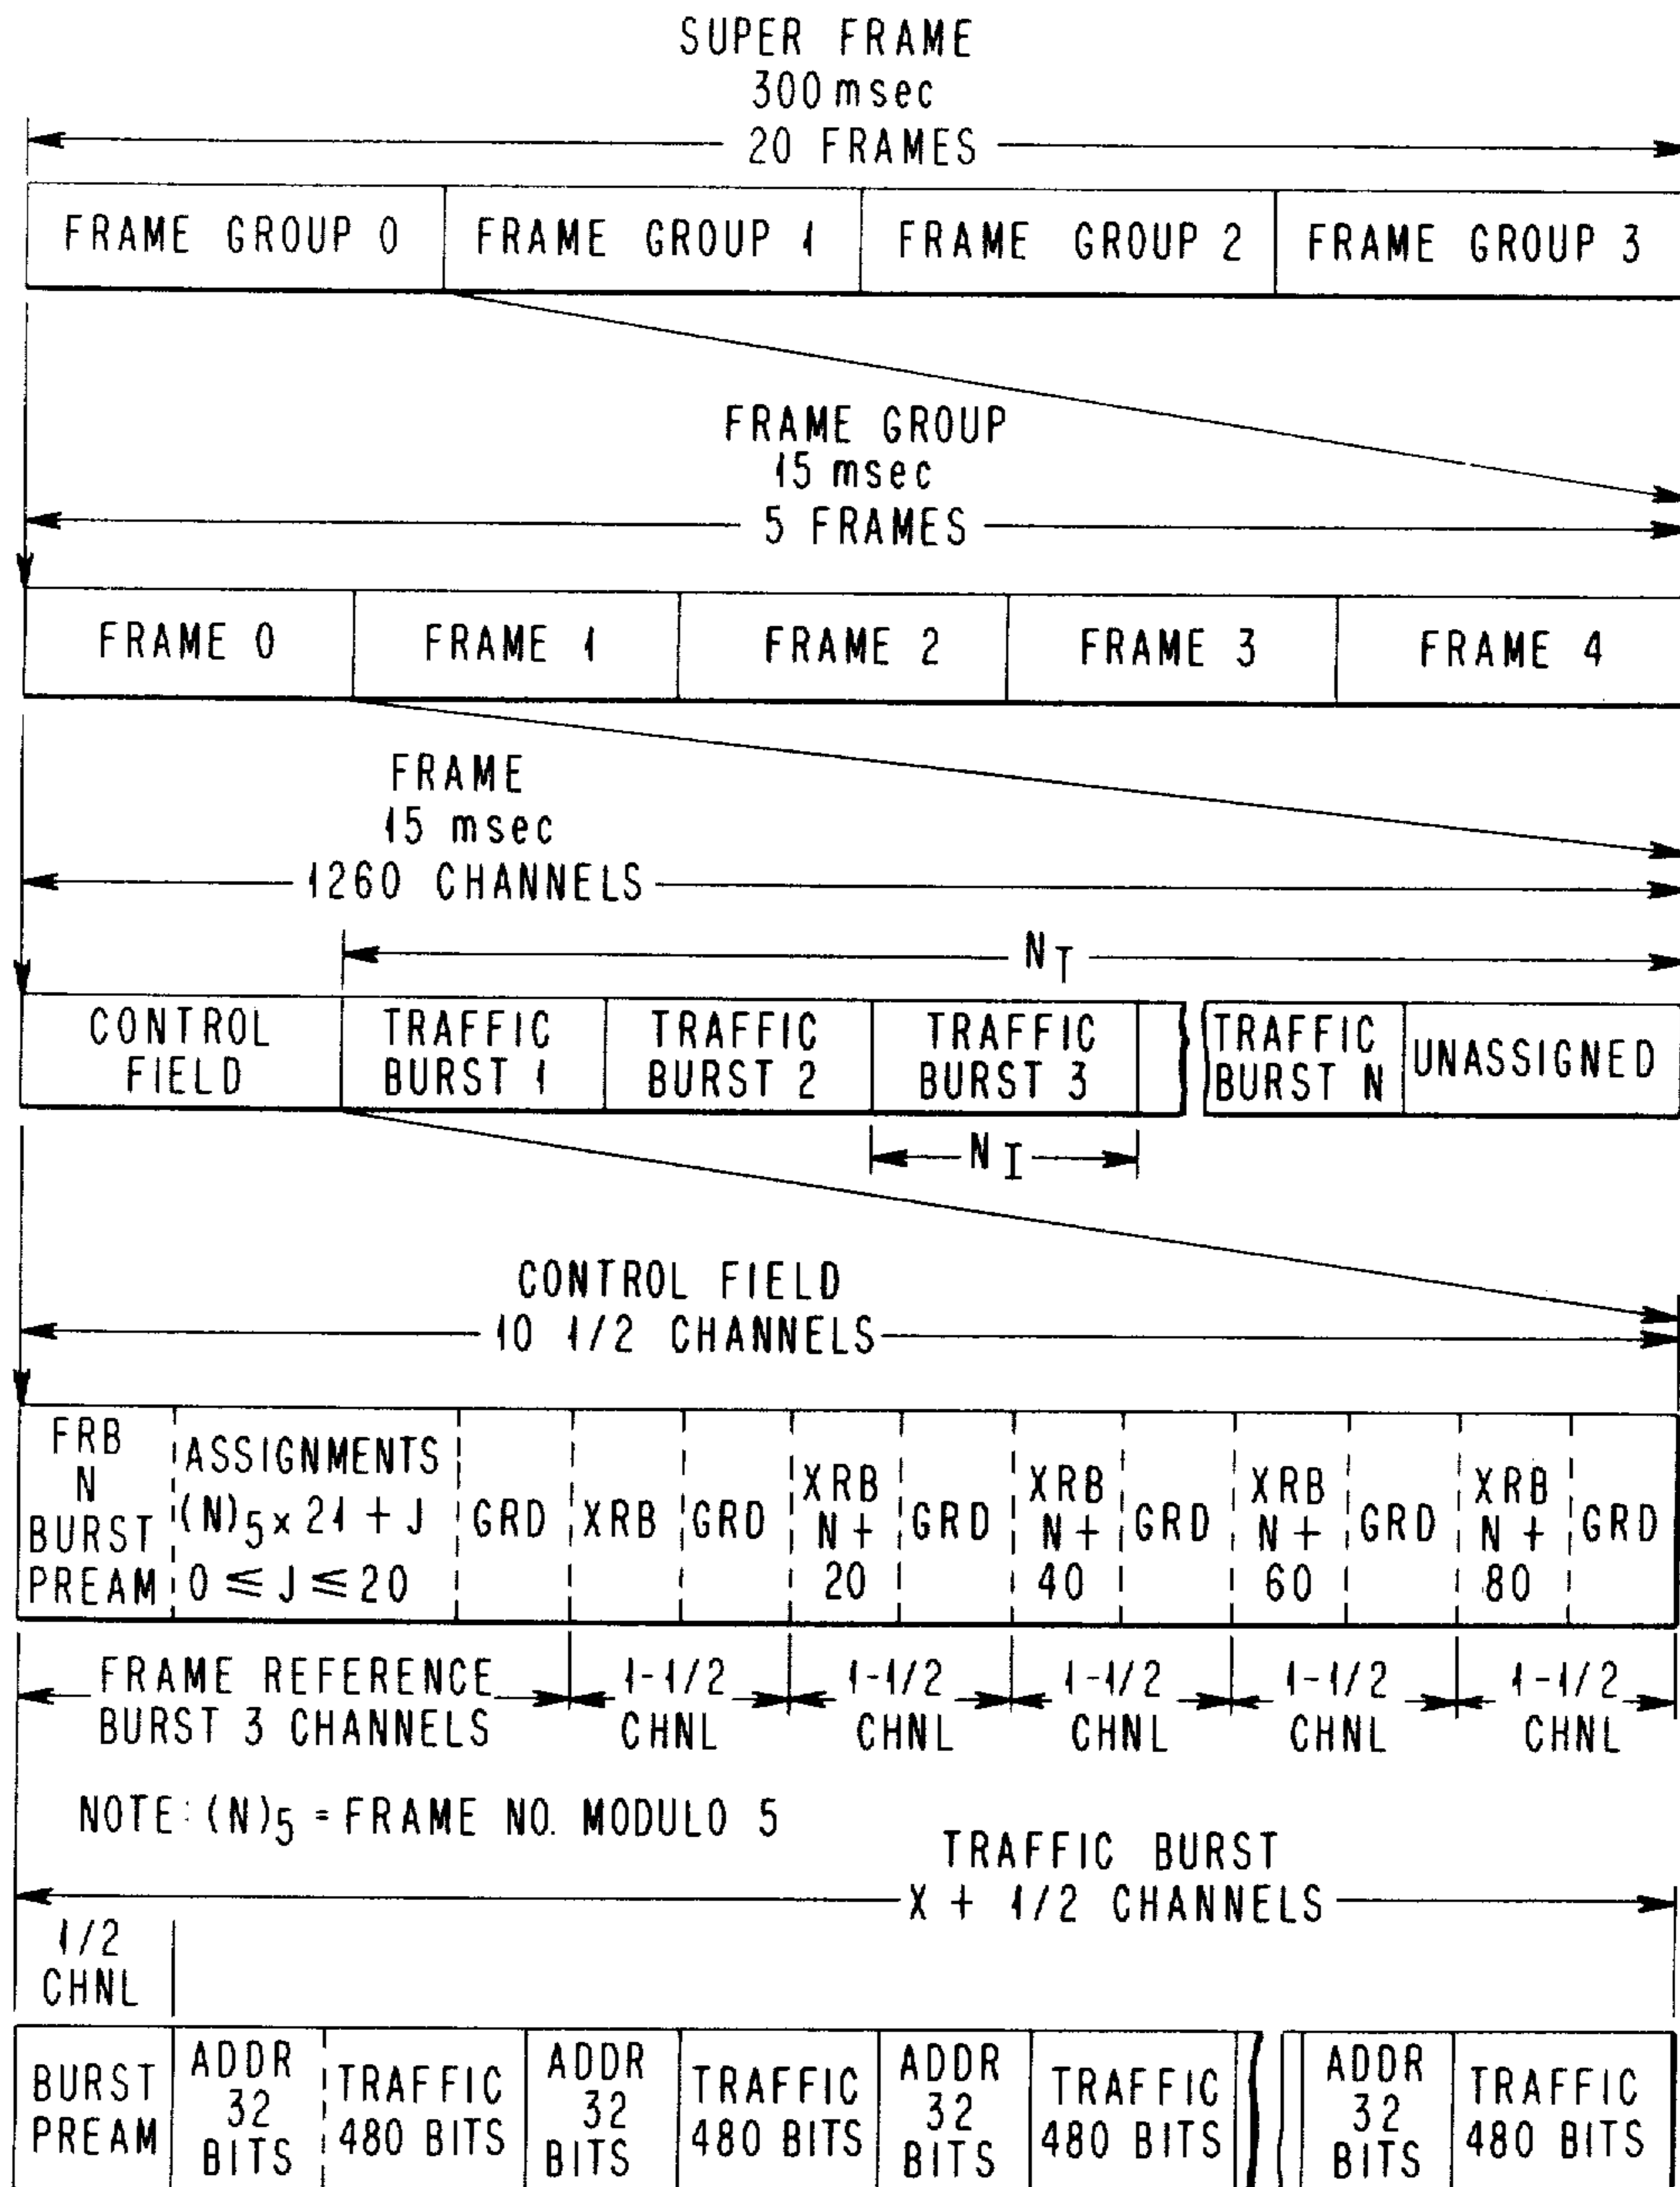 SUPER FRAME
300 msec
20 FRAMES
FRAME GROUP 0 FRAME GROUP 1 FRAME GROUP 2 FRAME GROUP 3
FRAME GROUP
15 msec
5 FRAMES
FRAME 0 FRAME 1 FRAME 2 FRAME 3 FRAME 4
FRAME
15 msec
1260 CHANNELS
N_T
CONTROL FIELD
TRAFFIC BURST 1
TRAFFIC BURST 2
TRAFFIC BURST 3
TRAFFIC BURST N
UNASSIGNED
N_I
CONTROL FIELD
10 1/2 CHANNELS
FRB
N
BURST
PREAM
ASSIGNMENTS
(N)5 x 21 + J
0 ≤ J ≤ 20
GRD
XRB
GRD
XRB
N +
20
GRD
XRB
N +
40
GRD
XRB
N +
60
GRD
XRB
N +
80
GRD
FRAME REFERENCE
BURST 3 CHANNELS
1-1/2
CHNL
1-1/2
CHNL
1-1/2
CHNL
1-1/2
CHNL
1-1/2
CHNL
NOTE: (N)5 = FRAME NO. MODULO 5
TRAFFIC BURST
X + 1/2 CHANNELS
1/2
CHNL
BURST
PREAM
ADDR
32
BITS
TRAFFIC
480 BITS
ADDR
32
BITS
TRAFFIC
480 BITS
ADDR
32
BITS
TRAFFIC
480 BITS
ADDR
32
BITS
TRAFFIC
480 BITS